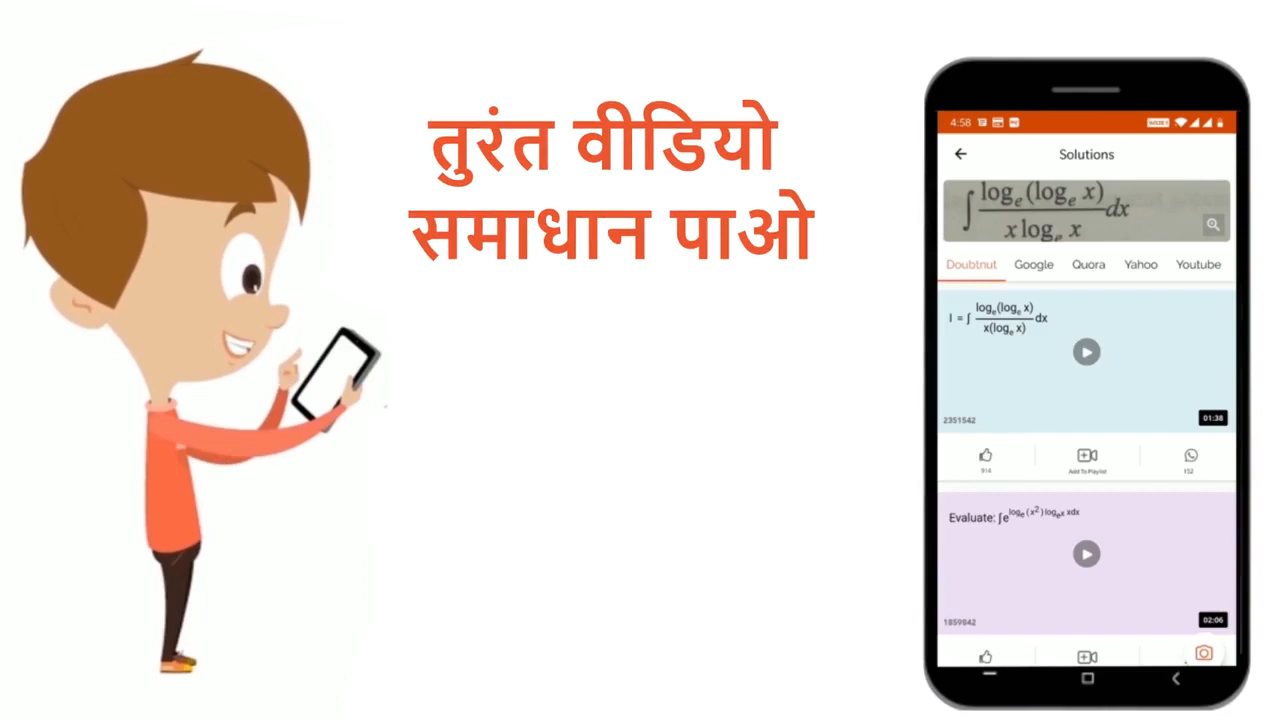 तुरंत वीडियो
समाधान पाओ
4:58
Solutions
∫ logₑ(logₑ x) / x logₑ x dx
Doubtnut Google Quora Yahoo Youtube
I = ∫ logₑ(logₑ x) / x(logₑ x) dx
2351542 01:38
914 Add To Playlist 152
Evaluate: ∫e^logₑ(x²)logₑx xdx
1859042 02:06